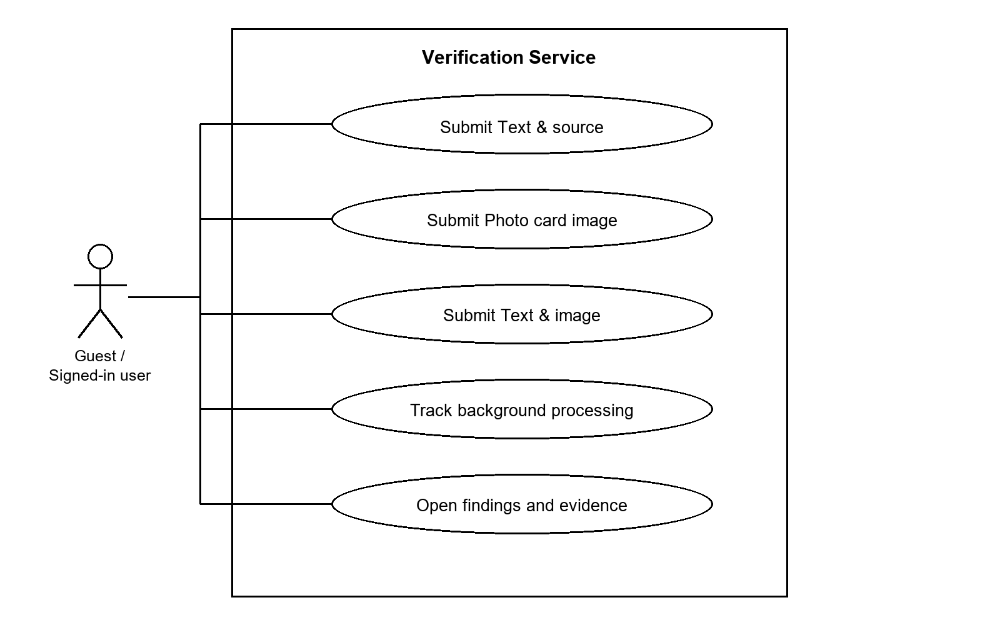 Verification Service
Submit Text & source
Submit Photo card image
Submit Text & image
Track background processing
Open findings and evidence
Guest /
Signed-in user